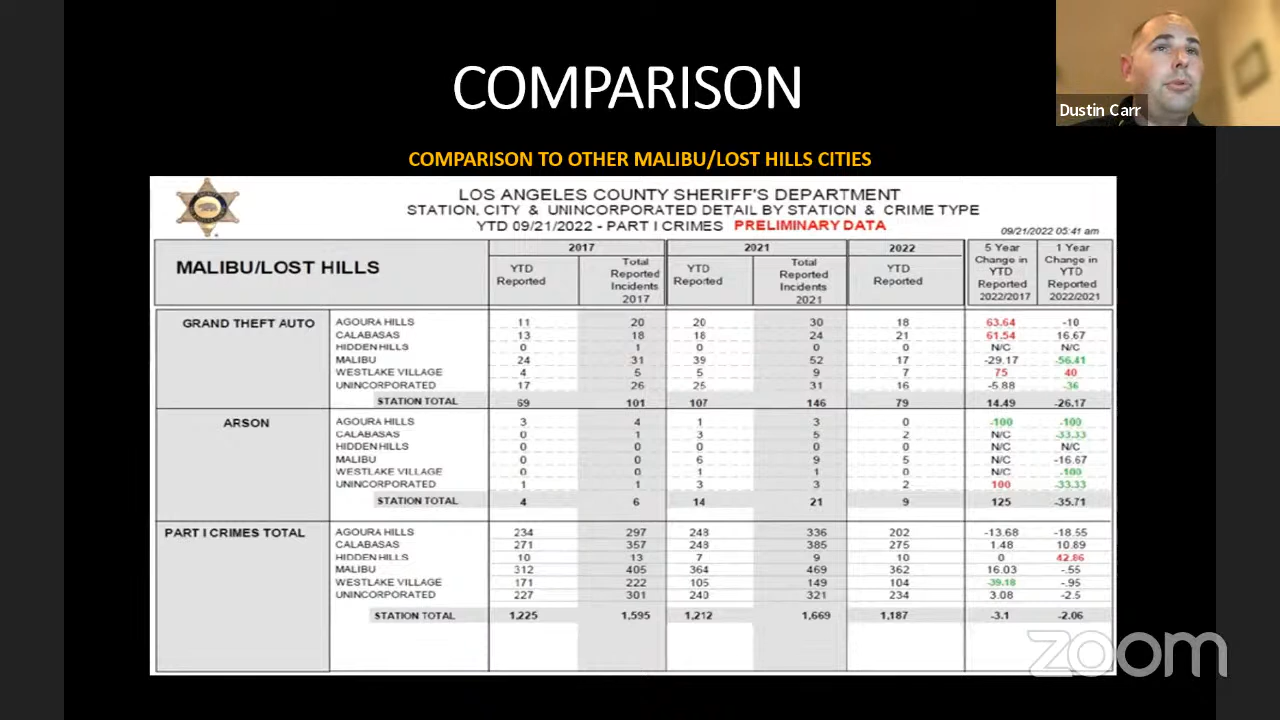 COMPARISON
Dustin Carr
COMPARISON TO OTHER MALIBU/LOST HILLS CITIES
LOS ANGELES COUNTY SHERIFF'S DEPARTMENT
STATION, CITY & UNINCORPORATED DETAIL BY STATION & CRIME TYPE
YTD 09/21/2022 - PART I CRIMES PRELIMINARY DATA
09/21/2022 05:41 am
MALIBU/LOST HILLS
2017 2021 2022
YTD Reported
Total Reported Incidents 2017
YTD Reported
Total Reported Incidents 2021
YTD Reported
5 Year Change in YTD Reported 2022/2017
1 Year Change in YTD Reported 2022/2021
GRAND THEFT AUTO AGOURA HILLS 11 20 20 30 18 63.64 -10
CALABASAS 13 18 18 24 21 61.54 16.67
HIDDEN HILLS 0 1 0 0 0 N/C N/C
MALIBU 24 31 39 52 17 -29.17 -56.41
WESTLAKE VILLAGE 4 5 5 9 7 75 40
UNINCORPORATED 17 26 25 31 16 -5.88 -36
STATION TOTAL 69 101 107 146 79 14.49 -26.17
ARSON AGOURA HILLS 3 4 1 3 0 -100 -100
CALABASAS 0 1 3 5 2 N/C -33.33
HIDDEN HILLS 0 0 0 0 0 N/C N/C
MALIBU 0 0 6 9 5 N/C -16.67
WESTLAKE VILLAGE 0 0 1 1 0 N/C -100
UNINCORPORATED 1 1 3 3 2 100 -33.33
STATION TOTAL 4 6 14 21 9 125 -35.71
PART I CRIMES TOTAL AGOURA HILLS 234 297 248 336 202 -13.68 -18.55
CALABASAS 271 357 248 385 275 1.48 10.89
HIDDEN HILLS 10 13 7 9 10 0 42.86
MALIBU 312 405 364 469 362 16.03 -.55
WESTLAKE VILLAGE 171 222 105 149 104 -39.18 -.95
UNINCORPORATED 227 301 240 321 234 3.08 -2.5
STATION TOTAL 1,225 1,595 1,212 1,669 1,187 -3.1 -2.06
zoom